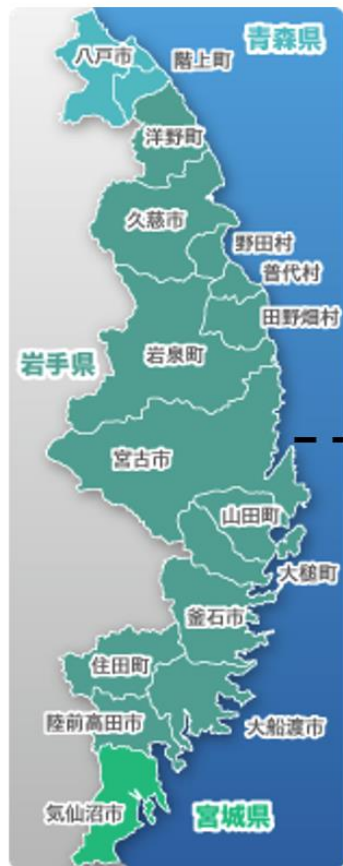 青森県
八戸市
階上町
洋野町
久慈市
野田村
普代村
田野畑村
岩泉町
岩手県
宮古市
山田町
大槌町
釜石市
住田町
陸前高田市
大船渡市
気仙沼市
宮城県